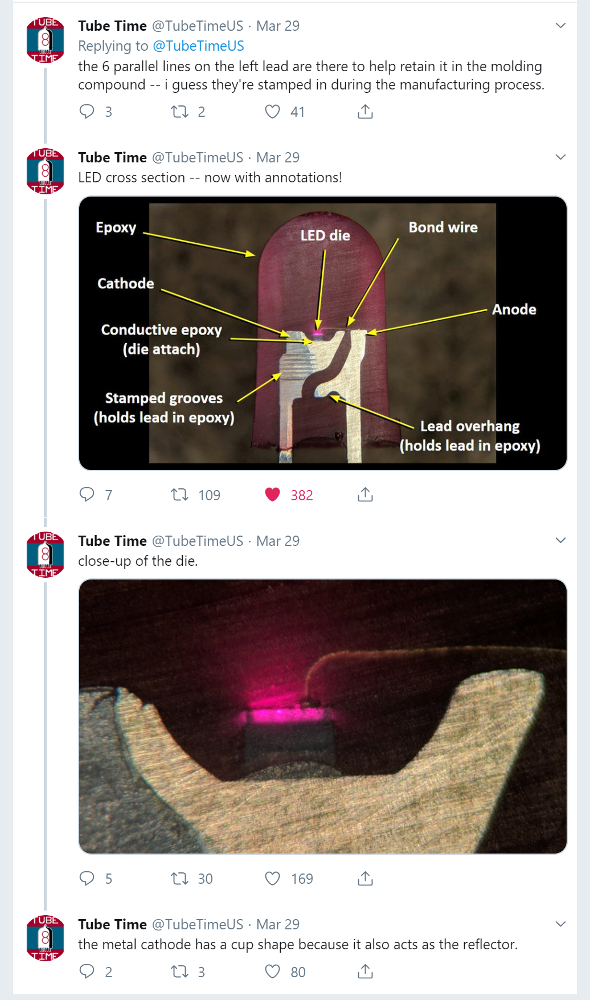 TUBE
TIME
Tube Time @TubeTimeUS · Mar 29
Replying to @TubeTimeUS
the 6 parallel lines on the left lead are there to help retain it in the molding
compound -- i guess they're stamped in during the manufacturing process.
3 2 41
TUBE
TIME
Tube Time @TubeTimeUS · Mar 29
LED cross section -- now with annotations!
Epoxy
LED die
Bond wire
Cathode
Anode
Conductive epoxy
(die attach)
Stamped grooves
(holds lead in epoxy)
Lead overhang
(holds lead in epoxy)
7 109 382
TUBE
TIME
Tube Time @TubeTimeUS · Mar 29
close-up of the die.
5 30 169
TUBE
TIME
Tube Time @TubeTimeUS · Mar 29
the metal cathode has a cup shape because it also acts as the reflector.
2 3 80